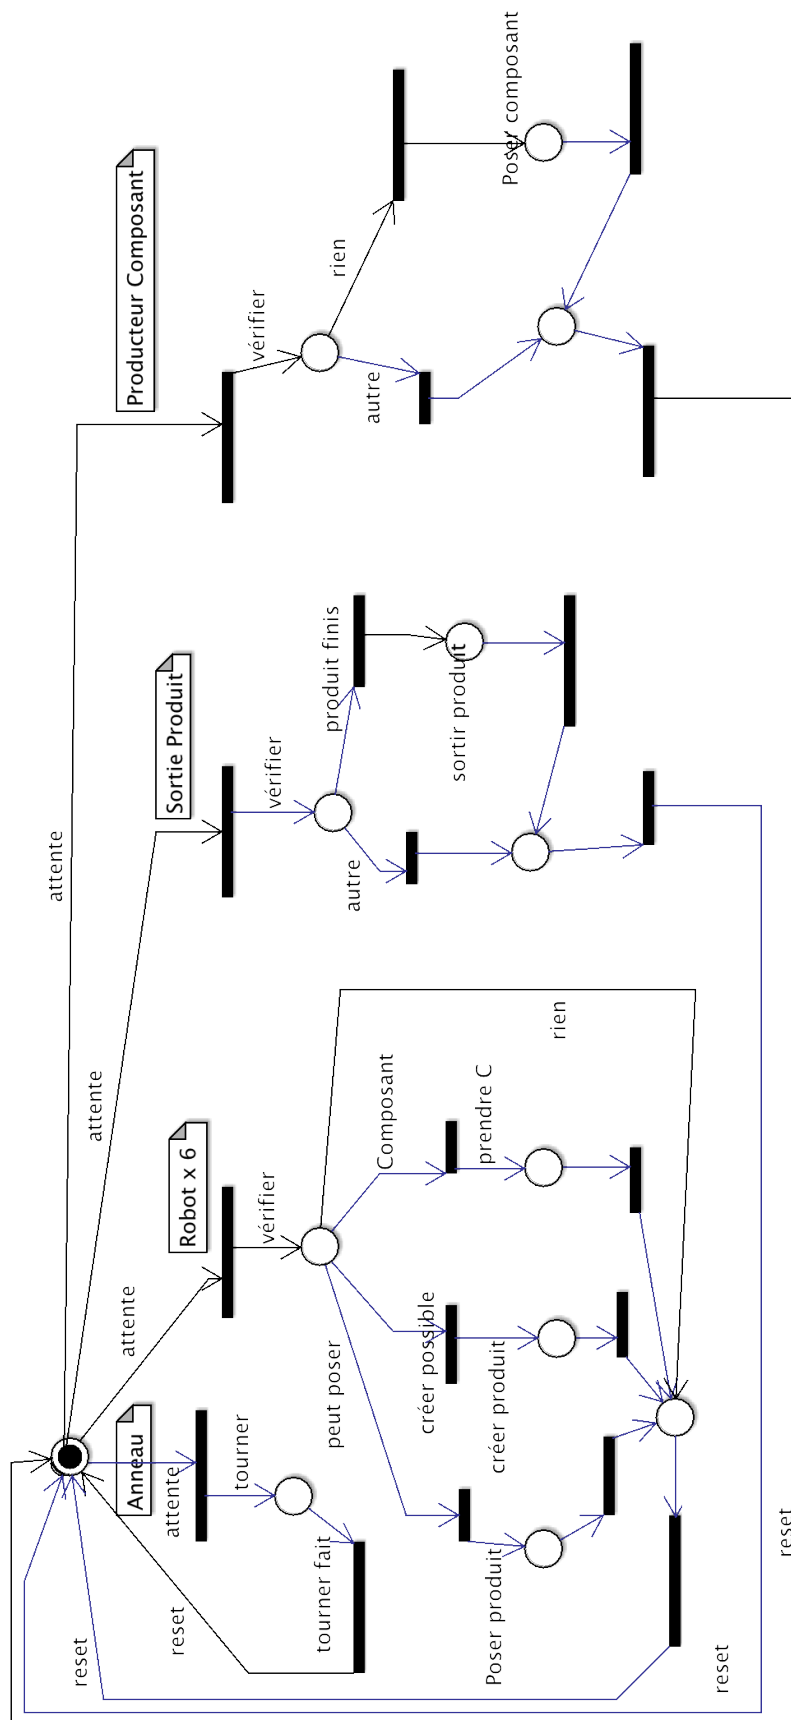 Poser composant
Producteur Composant
rien
vérifier
autre
produit finis
Sortie Produit
sortir produit
vérifier
attente
autre
rien
Composant
prendre C
attente
Robot x 6
vérifier
attente
créer possible
créer produit
peut poser
Anneau
tourner
attente
tourner fait
Poser produit
reset
reset
reset
reset